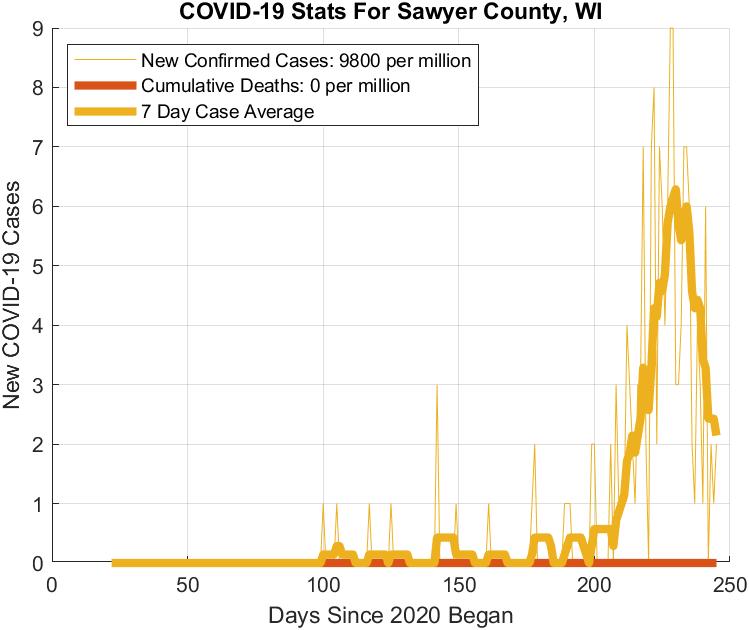 COVID-19 Stats For Sawyer County, WI
New Confirmed Cases: 9800 per million
Cumulative Deaths: 0 per million
7 Day Case Average
New COVID-19 Cases
9
8
7
6
5
4
3
2
1
0
0 50 100 150 200 250
Days Since 2020 Began